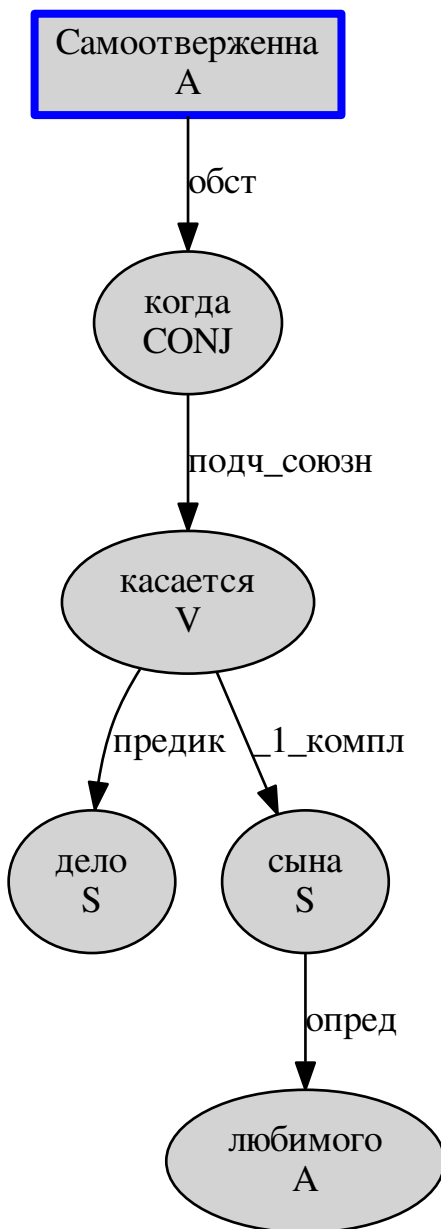 Самоотверженна
A
обст
когда
CONJ
подч_союзн
касается
V
предик
_1_компл
дело
S
сына
S
опред
любимого
A